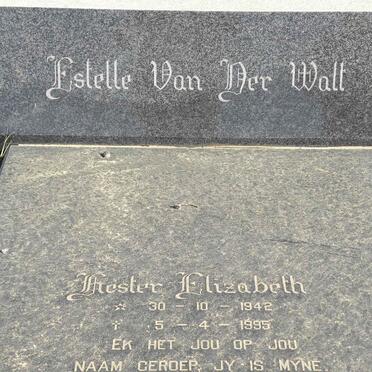 Estelle Van Der Walt
Hester Elizabeth
☆ 30 - 10 - 1942
† 5 - 4 - 1995
EK HET JOU OP JOU
NAAM GEROEP, JY IS MYNE.